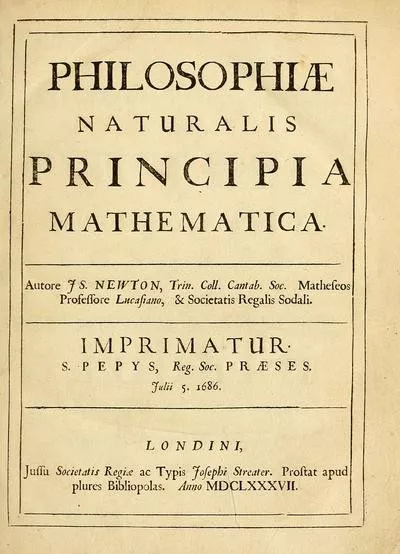 PHILOSOPHIÆ
NATURALIS
PRINCIPIA
MATHEMATICA.
Autore JS. NEWTON, Trin. Coll. Cantab. Soc. Matheseos
Professore Lucasiano, & Societatis Regalis Sodali.
IMPRIMATUR.
S. PEPYS, Reg. Soc. PRÆSES.
Julii 5. 1686.
LONDINI,
Jussu Societatis Regiæ ac Typis Josephi Streater. Prostat apud
plures Bibliopolas. Anno MDCLXXXVII.